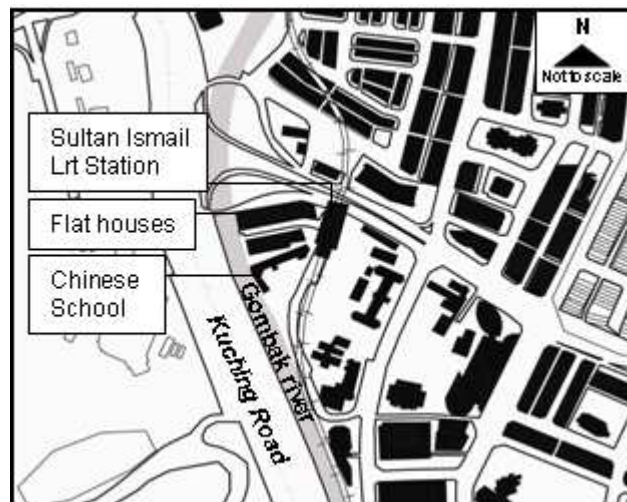 N
Not to scale
Sultan Ismail
Lrt Station
Flat houses
Chinese
School
Gombak river
Kuching Road